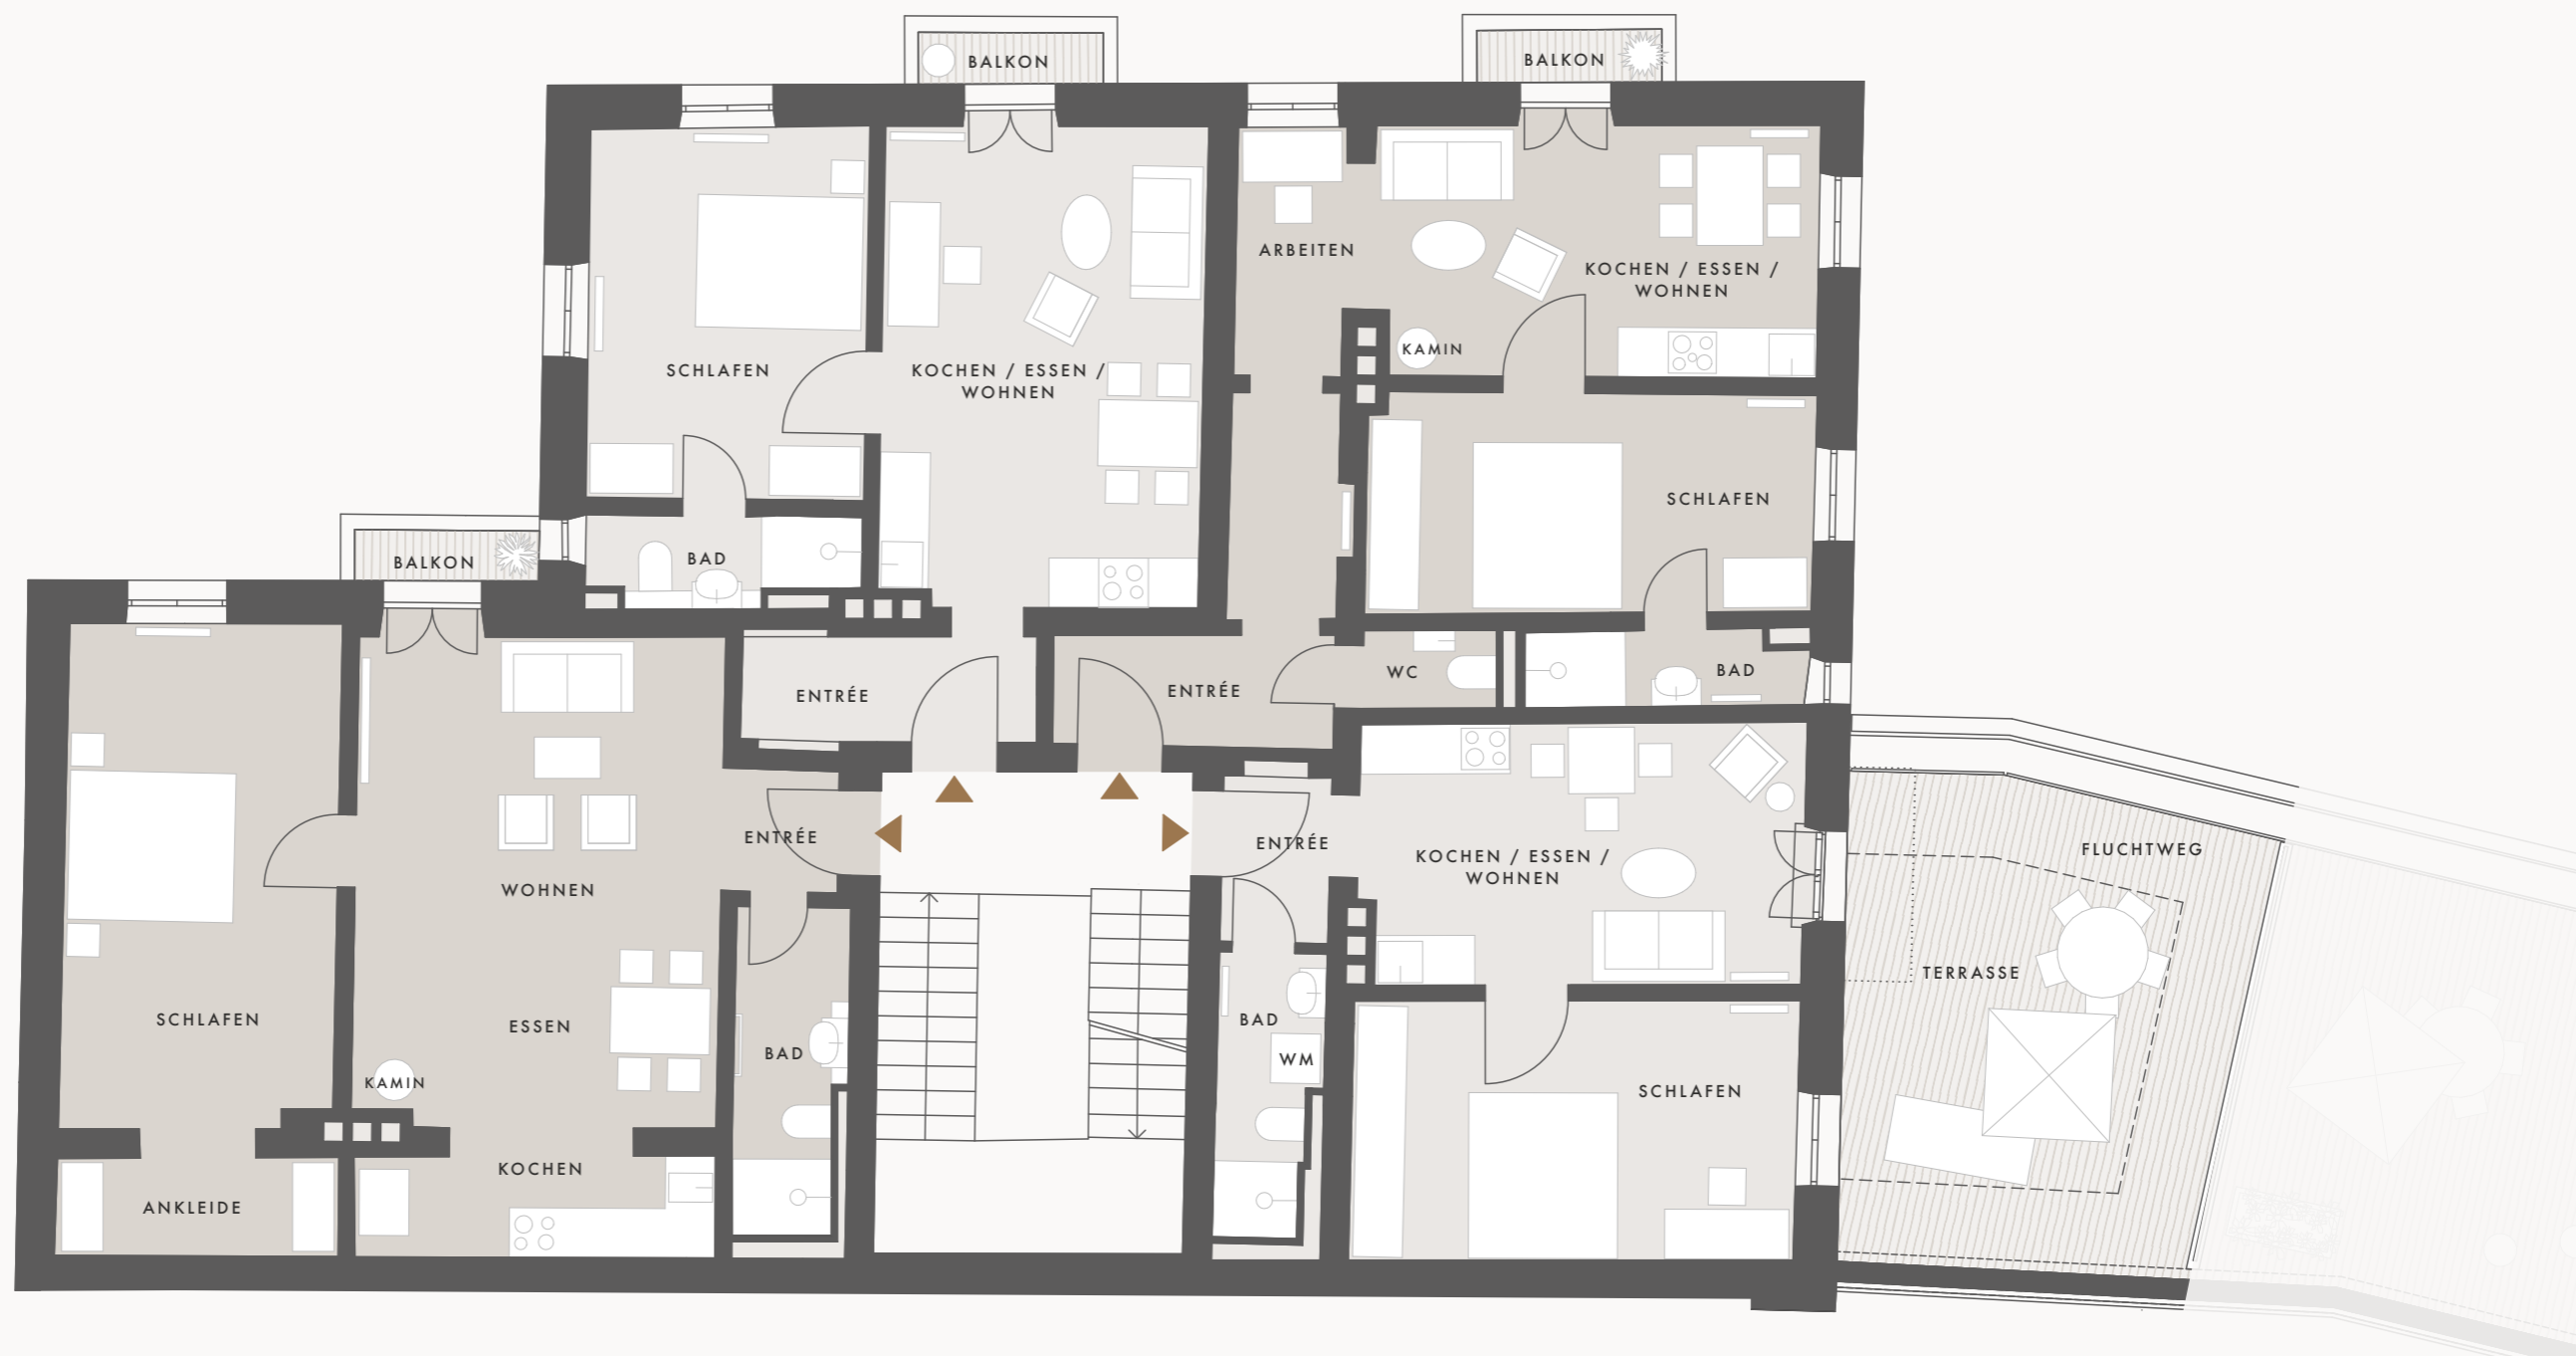 BALKON
BALKON
ARBEITEN
KOCHEN / ESSEN /
WOHNEN
KAMIN
SCHLAFEN
KOCHEN / ESSEN /
WOHNEN
SCHLAFEN
BALKON
BAD
ENTRÉE
ENTRÉE
WC
BAD
ENTRÉE
ENTRÉE
KOCHEN / ESSEN /
WOHNEN
FLUCHTWEG
WOHNEN
TERRASSE
SCHLAFEN
ESSEN
BAD
BAD
WM
KAMIN
SCHLAFEN
KOCHEN
ANKLEIDE